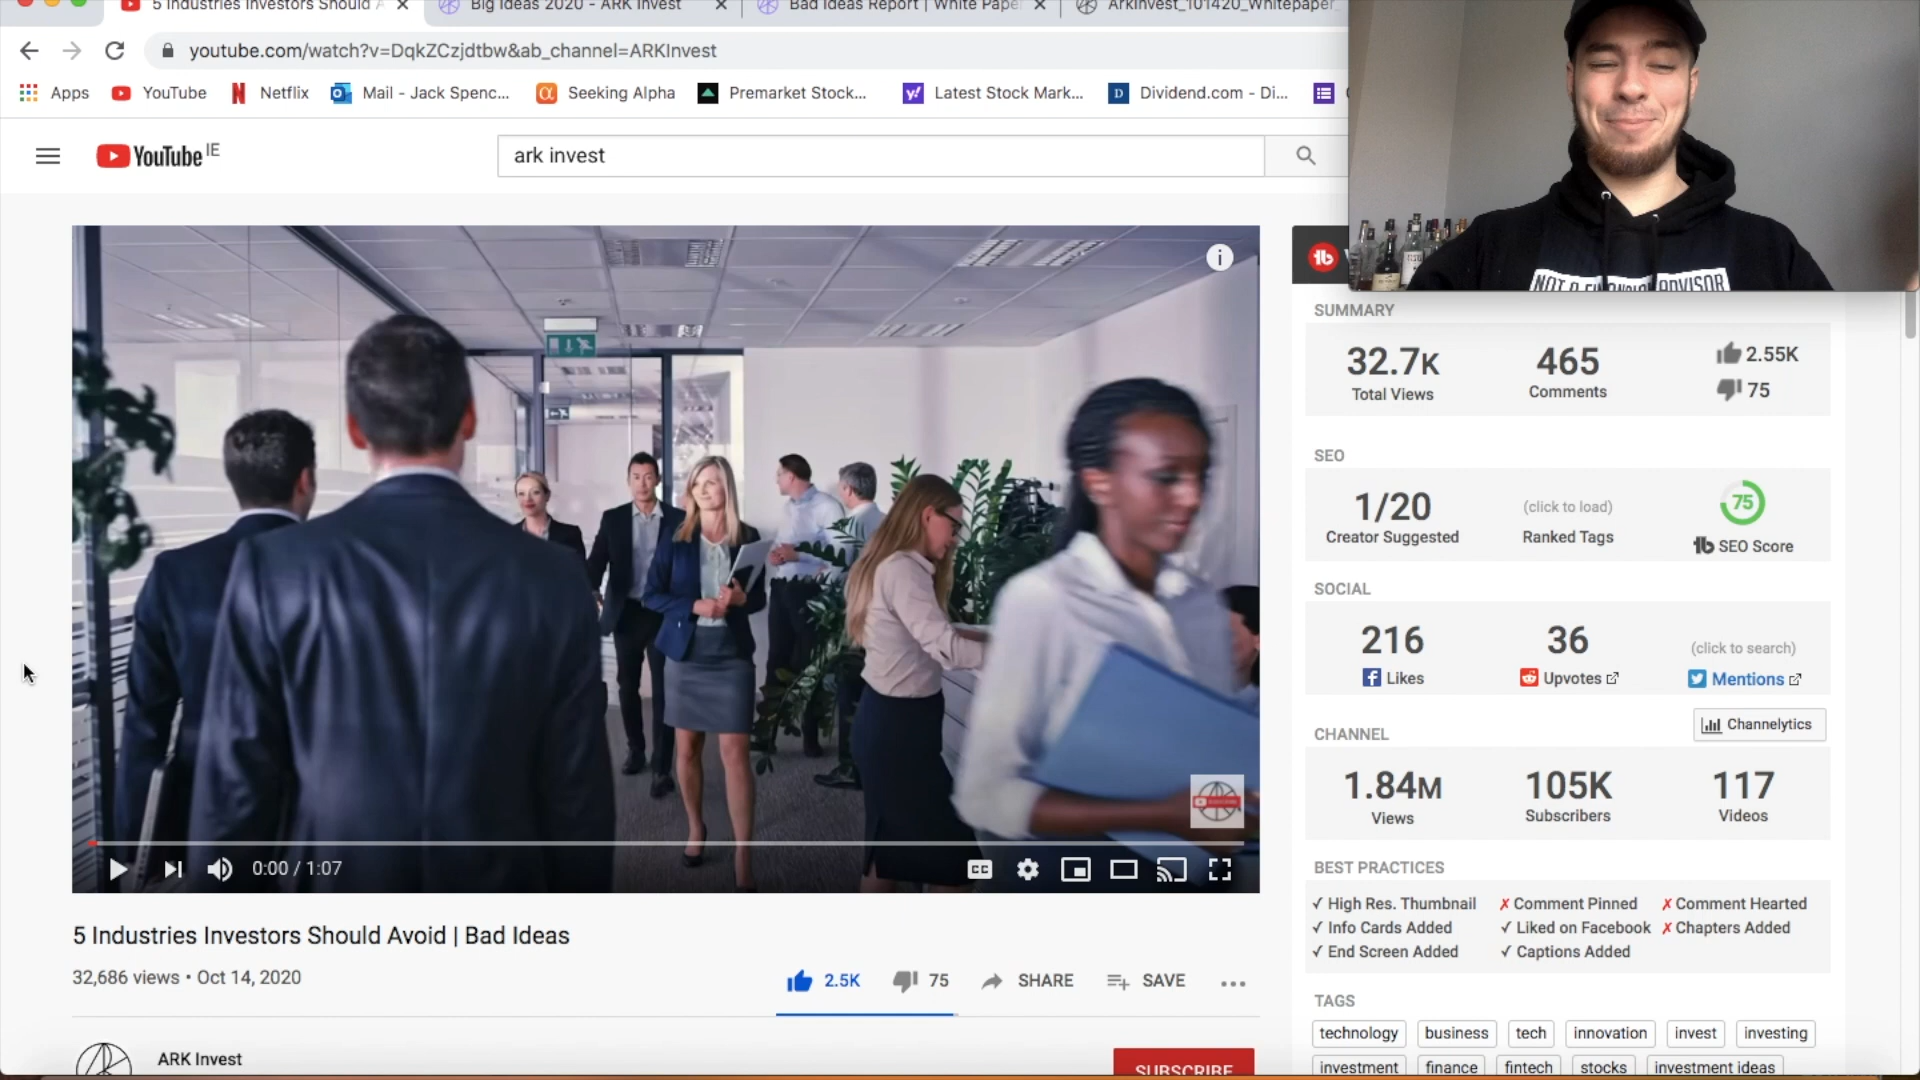 5 Industries Investors Should A
Big Ideas 2020 - ARK Invest
Bad Ideas Report | White Pape
ArkInvest_101420_Whitepaper_
youtube.com/watch?v=DqkZCzjdtbw&ab_channel=ARKInvest
Apps YouTube Netflix Mail - Jack Spenc... Seeking Alpha Premarket Stock... Latest Stock Mark... Dividend.com - Di...
YouTube IE
ark invest
NOT A FINANCIAL ADVISOR
SUMMARY
32.7K 465 2.55K
Total Views Comments 75
SEO
1/20 (click to load) 75
Creator Suggested Ranked Tags SEO Score
SOCIAL
216 36 (click to search)
Likes Upvotes Mentions
CHANNEL Channelytics
1.84M 105K 117
Views Subscribers Videos
BEST PRACTICES
✓ High Res. Thumbnail ✗ Comment Pinned ✗ Comment Hearted
✓ Info Cards Added ✓ Liked on Facebook ✗ Chapters Added
✓ End Screen Added ✓ Captions Added
TAGS
technology business tech innovation invest investing
investment finance fintech stocks investment ideas
0:00 / 1:07 CC
5 Industries Investors Should Avoid | Bad Ideas
32,686 views • Oct 14, 2020
2.5K 75 SHARE SAVE
ARK Invest
SUBSCRIBE